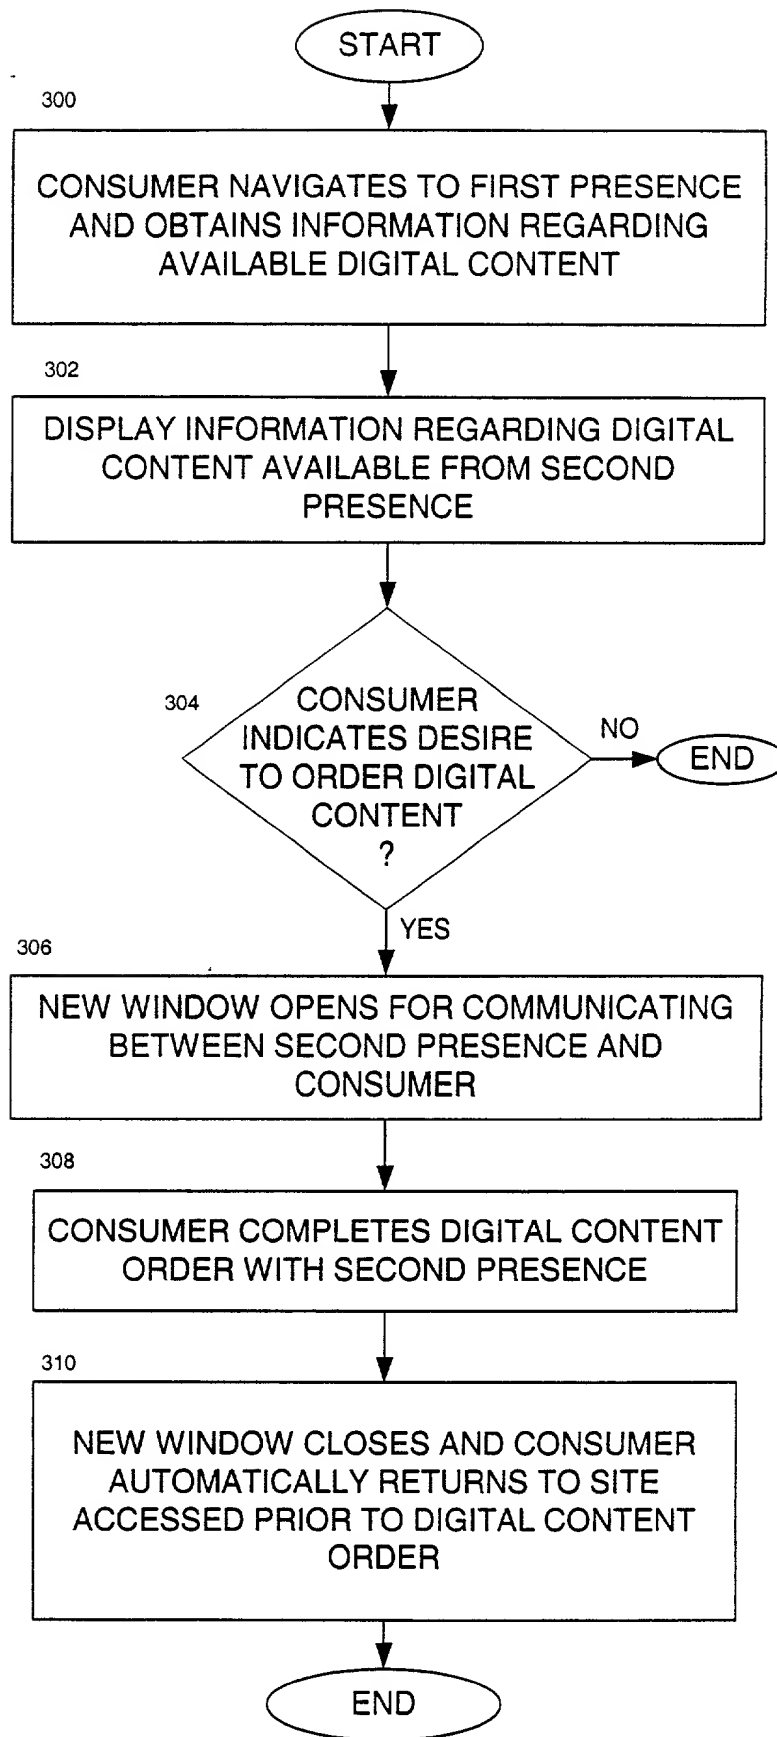 START
300
CONSUMER NAVIGATES TO FIRST PRESENCE
AND OBTAINS INFORMATION REGARDING
AVAILABLE DIGITAL CONTENT
302
DISPLAY INFORMATION REGARDING DIGITAL
CONTENT AVAILABLE FROM SECOND
PRESENCE
304
CONSUMER
INDICATES DESIRE
TO ORDER DIGITAL
CONTENT
?
NO
END
YES
306
NEW WINDOW OPENS FOR COMMUNICATING
BETWEEN SECOND PRESENCE AND
CONSUMER
308
CONSUMER COMPLETES DIGITAL CONTENT
ORDER WITH SECOND PRESENCE
310
NEW WINDOW CLOSES AND CONSUMER
AUTOMATICALLY RETURNS TO SITE
ACCESSED PRIOR TO DIGITAL CONTENT
ORDER
END